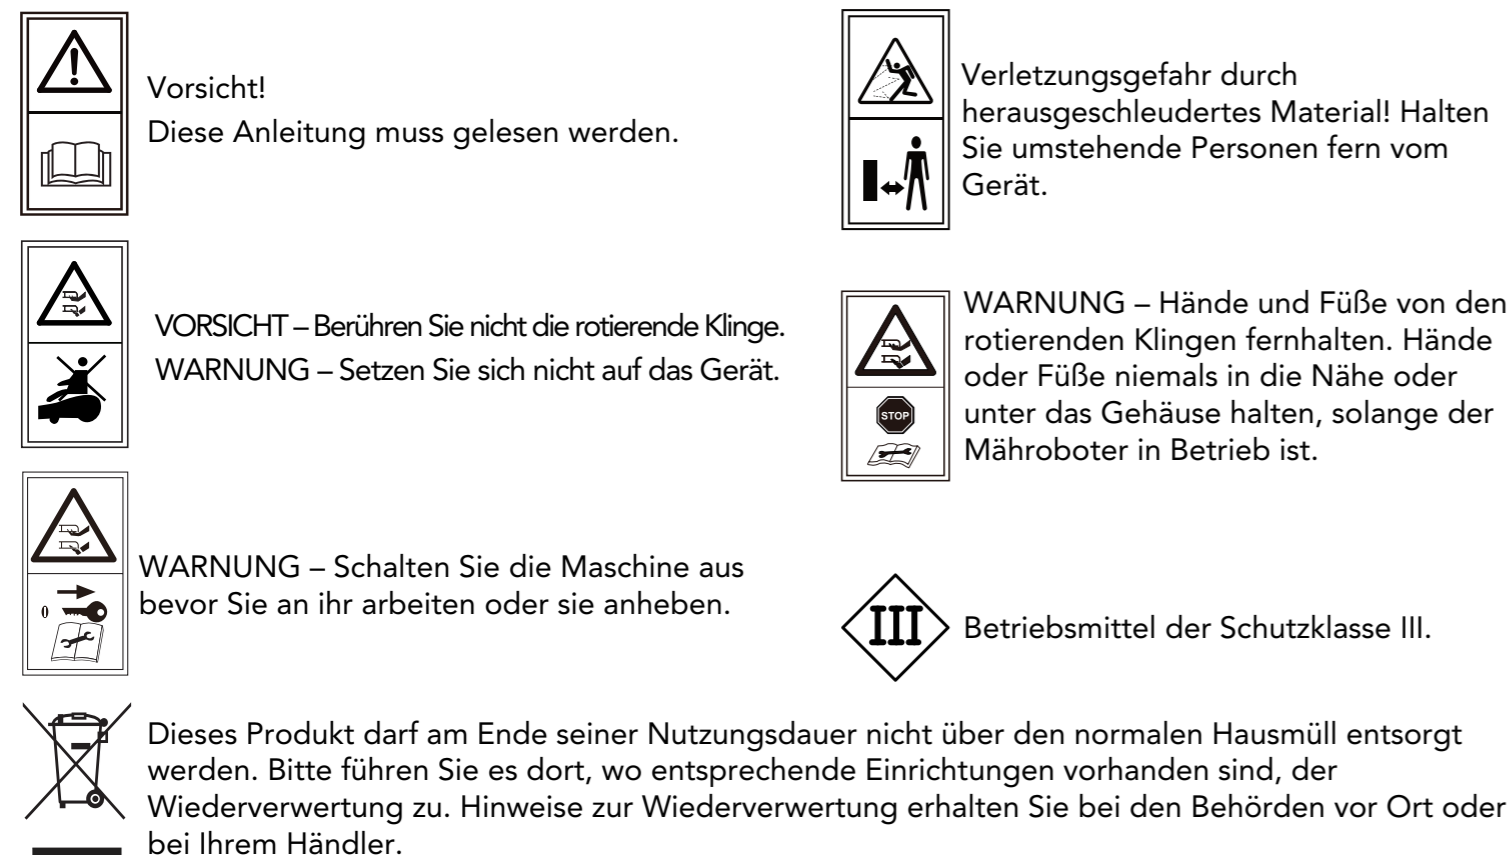 Vorsicht!
Diese Anleitung muss gelesen werden.
Verletzungsgefahr durch
herausgeschleudertes Material! Halten
Sie umstehende Personen fern vom
Gerät.
VORSICHT – Berühren Sie nicht die rotierende Klinge.
WARNUNG – Setzen Sie sich nicht auf das Gerät.
WARNUNG – Hände und Füße von den
rotierenden Klingen fernhalten. Hände
oder Füße niemals in die Nähe oder
unter das Gehäuse halten, solange der
Mähroboter in Betrieb ist.
STOP
0
WARNUNG – Schalten Sie die Maschine aus
bevor Sie an ihr arbeiten oder sie anheben.
III
Betriebsmittel der Schutzklasse III.
Dieses Produkt darf am Ende seiner Nutzungsdauer nicht über den normalen Hausmüll entsorgt
werden. Bitte führen Sie es dort, wo entsprechende Einrichtungen vorhanden sind, der
Wiederverwertung zu. Hinweise zur Wiederverwertung erhalten Sie bei den Behörden vor Ort oder
bei Ihrem Händler.